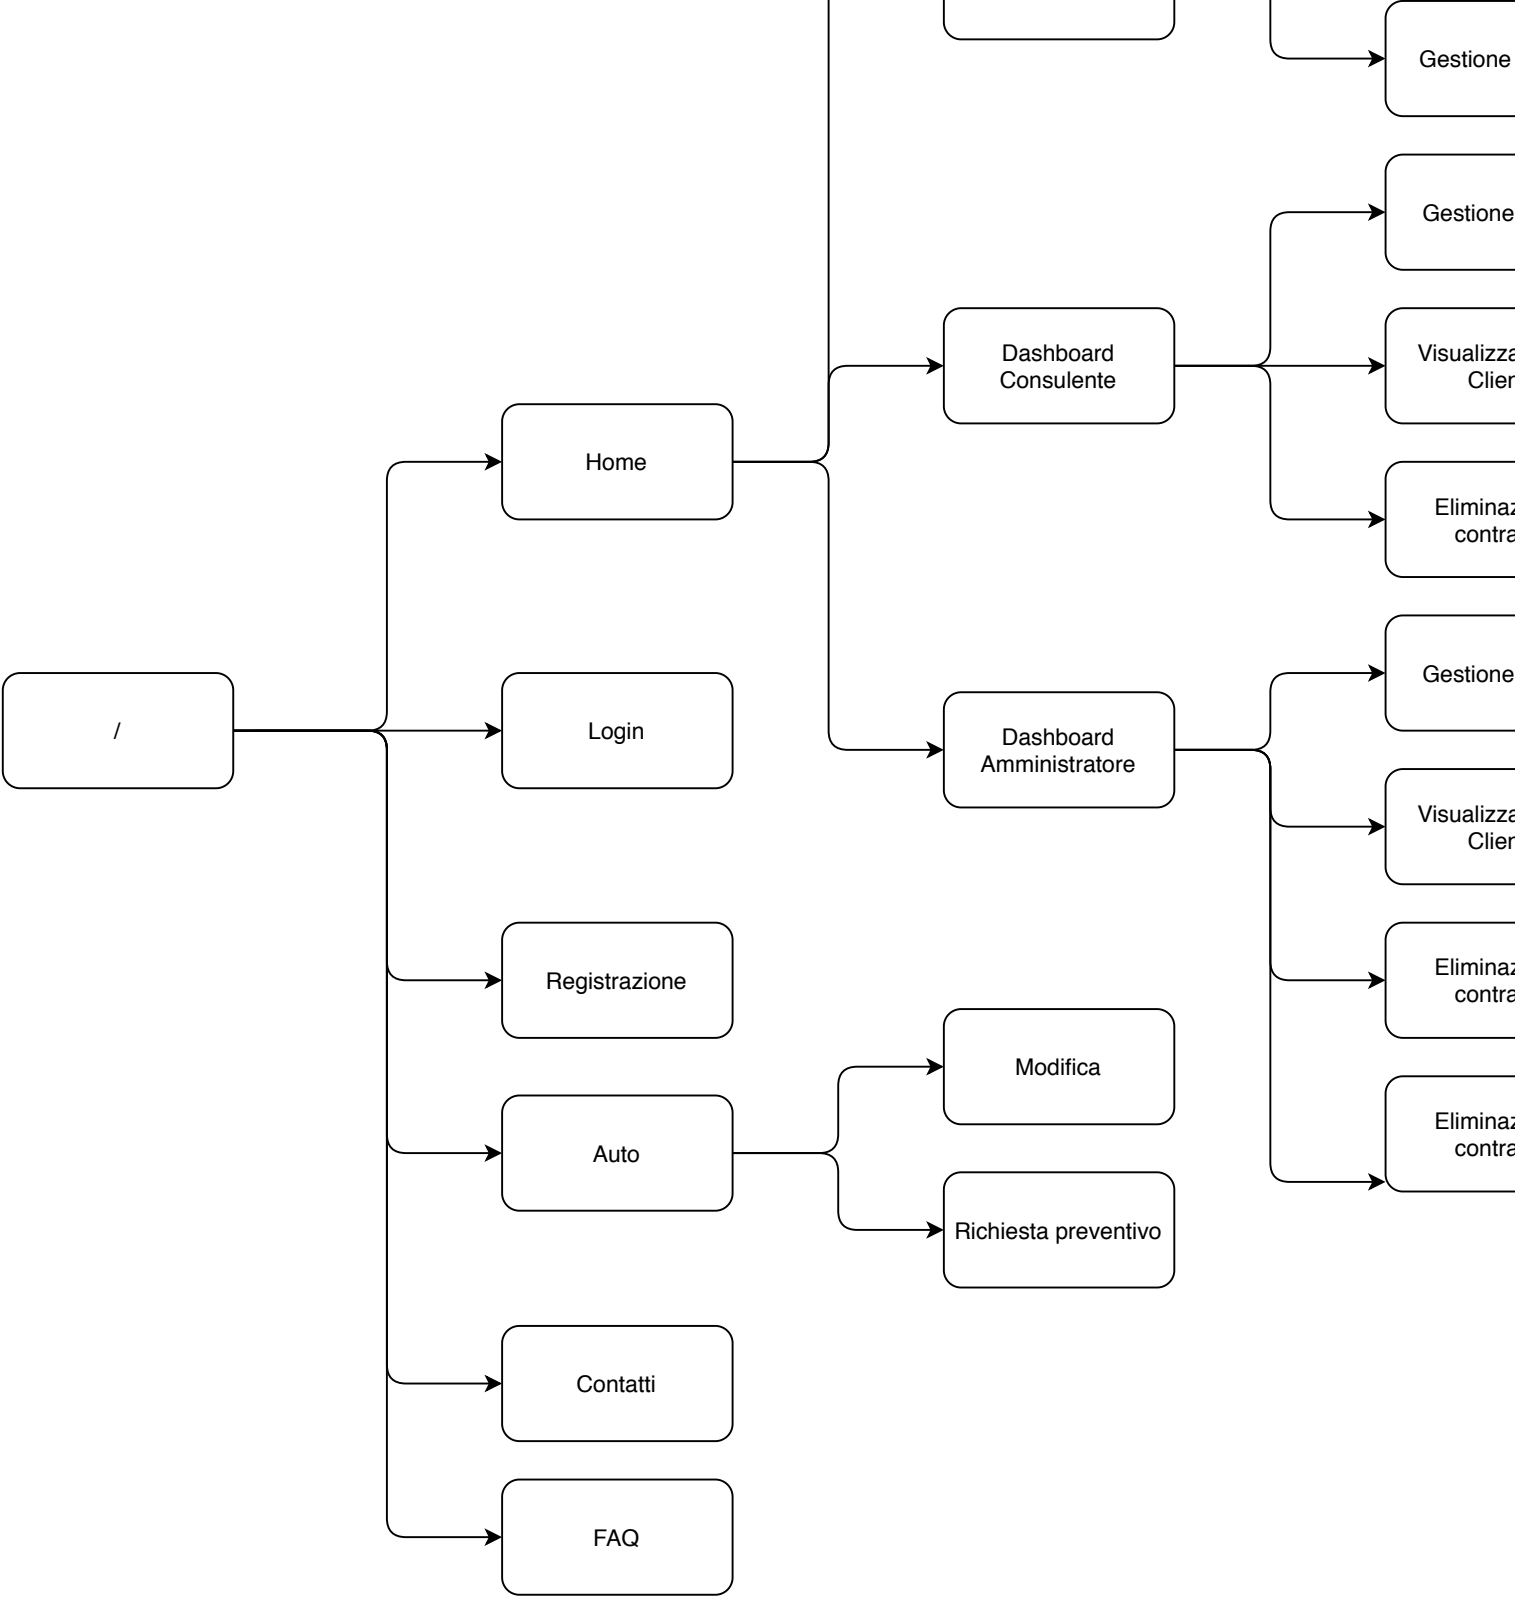 Gestione
Gestione
Dashboard
Consulente
Home
/
Login
Gestione
Dashboard
Amministratore
Registrazione
Modifica
Auto
Richiesta preventivo
Contatti
FAQ